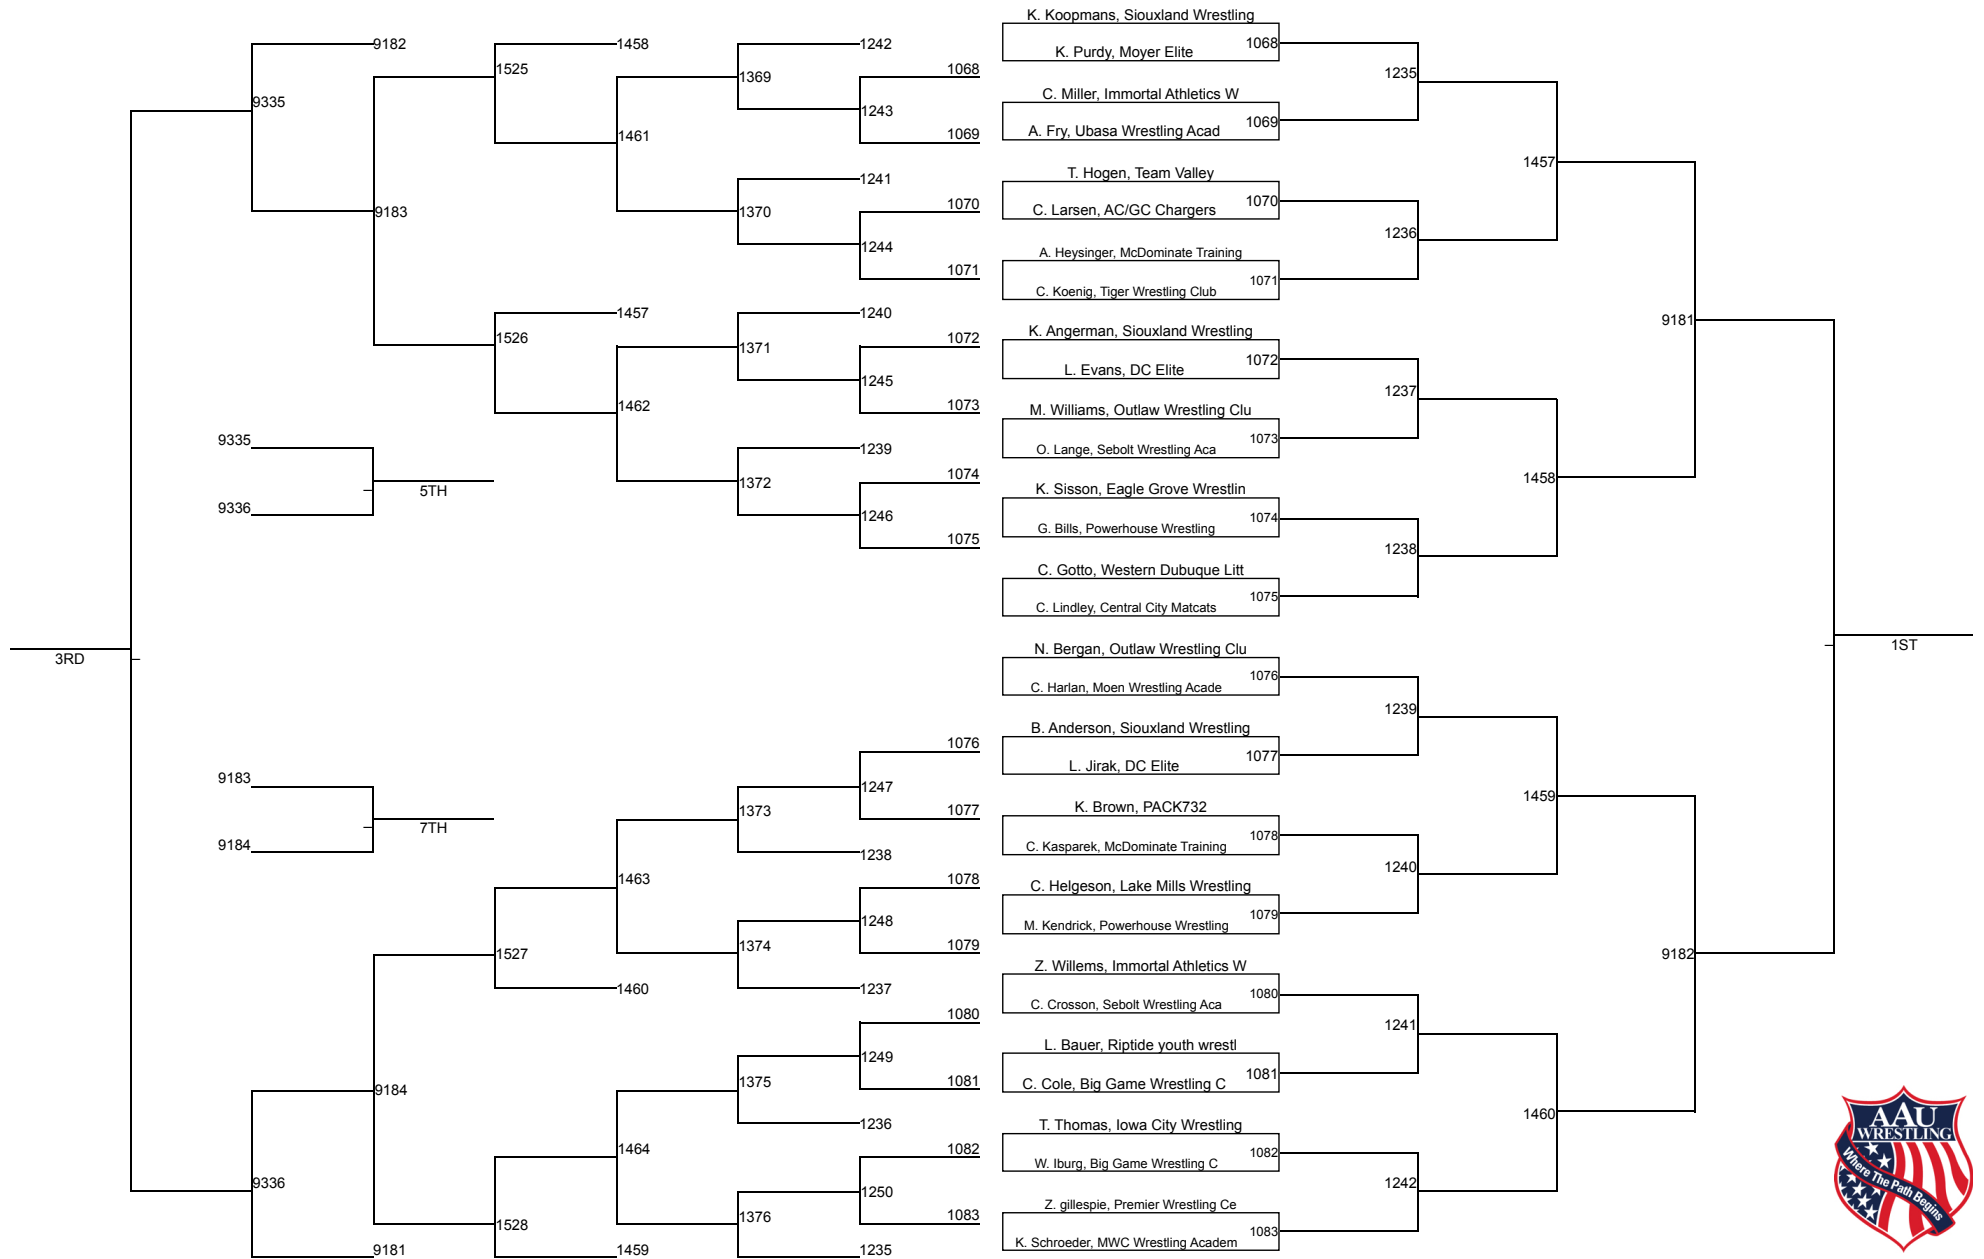 K. Koopmans, Siouxland Wrestling
9182
1458
1242
1068
K. Purdy, Moyer Elite
1068
1525
1369
1235
9335
C. Miller, Immortal Athletics W
1243
1069
1461
1069
A. Fry, Ubasa Wrestling Acad
1457
T. Hogen, Team Valley
1241
1070
1070
9183
1370
C. Larsen, AC/GC Chargers
1236
1244
A. Heysinger, McDominate Training
1071
1071
C. Koenig, Tiger Wrestling Club
1457
1240
9181
K. Angerman, Siouxland Wrestling
1526
1371
1072
1072
L. Evans, DC Elite
1245
1237
1462
1073
M. Williams, Outlaw Wrestling Clu
9335
1239
1073
O. Lange, Sebolt Wrestling Aca
5TH
1372
1074
1458
K. Sisson, Eagle Grove Wrestlin
9336
1246
1074
G. Bills, Powerhouse Wrestling
1075
1238
C. Gotto, Western Dubuque Litt
1075
C. Lindley, Central City Matcats
3RD
N. Bergan, Outlaw Wrestling Clu
1ST
1076
C. Harlan, Moen Wrestling Acade
1239
B. Anderson, Siouxland Wrestling
1076
1077
L. Jirak, DC Elite
9183
1247
1459
K. Brown, PACK732
1373
1077
7TH
1078
C. Kasparek, McDominate Training
9184
1238
1240
1463
1078
C. Helgeson, Lake Mills Wrestling
1248
1079
M. Kendrick, Powerhouse Wrestling
1527
1374
1079
9182
Z. Willems, Immortal Athletics W
1460
1237
1080
C. Crosson, Sebolt Wrestling Aca
1080
1241
L. Bauer, Riptide youth wrestl
1249
9184
1375
1081
1081
C. Cole, Big Game Wrestling C
1236
1460
T. Thomas, Iowa City Wrestling
1464
1082
1082
W. Iburg, Big Game Wrestling C
9336
1250
1242
Z. gillespie, Premier Wrestling Ce
1528
1376
1083
1083
K. Schroeder, MWC Wrestling Academ
9181
1459
1235
AAU
WRESTLING
Where The Path Begins